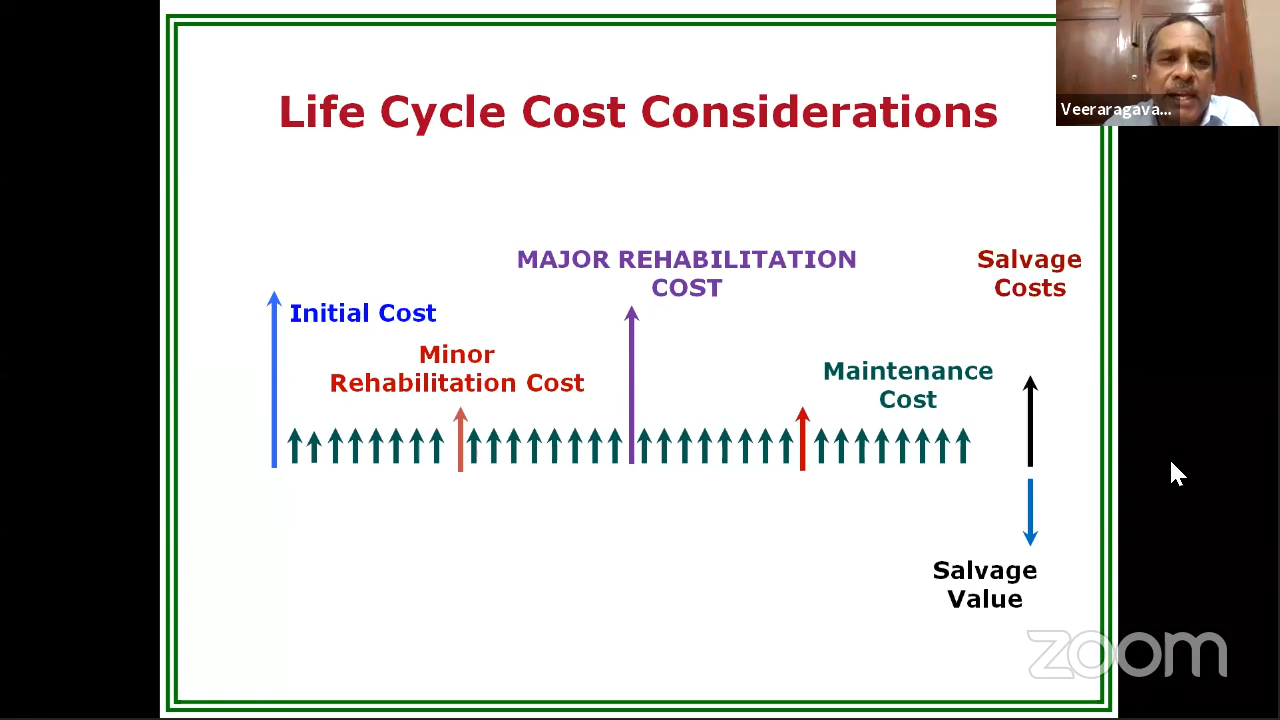 Life Cycle Cost Considerations
Veeraragava...
MAJOR REHABILITATION
COST
Salvage
Costs
Initial Cost
Minor
Rehabilitation Cost
Maintenance
Cost
Salvage
Value
zoom